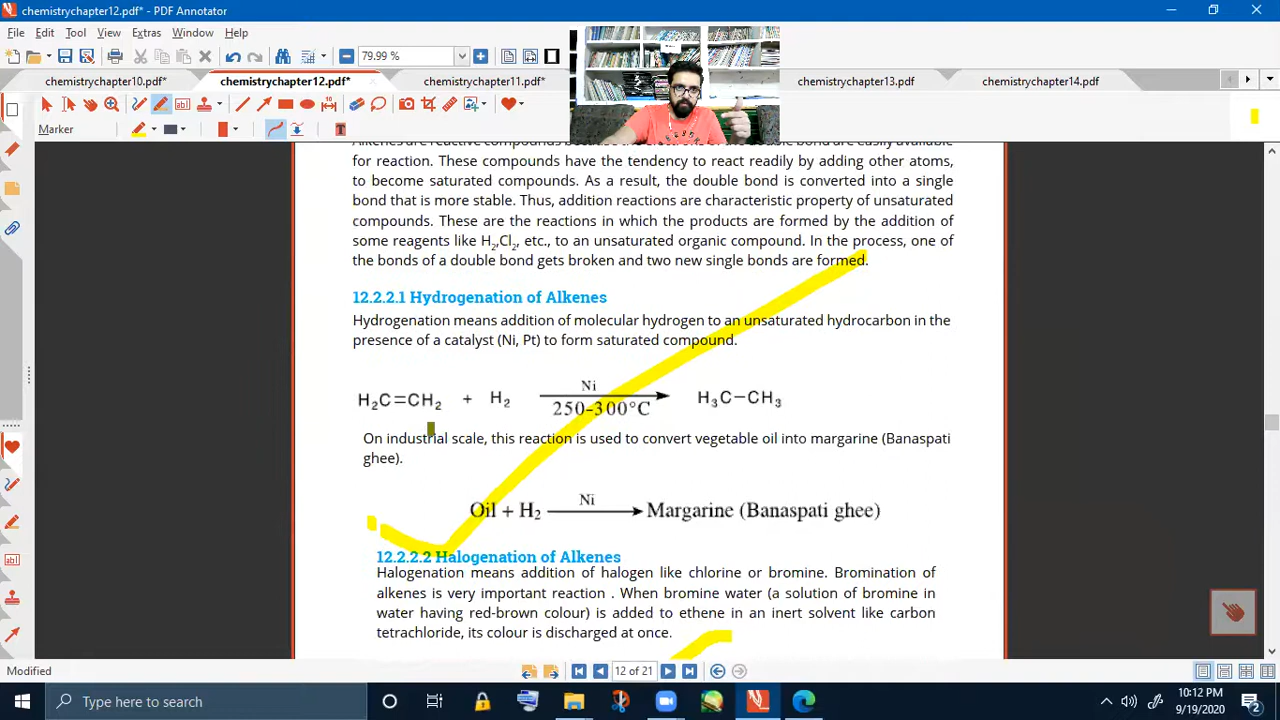 chemistrychapter12.pdf* - PDF Annotator
File Edit Tool View Insert Extras Window Help
79.99 %
chemistrychapter10.pdf* chemistrychapter12.pdf* chemistrychapter11.pdf* chemistrychapter13.pdf chemistrychapter14.pdf
Marker
for reaction. These compounds have the tendency to react readily by adding other atoms,
to become saturated compounds. As a result, the double bond is converted into a single
bond that is more stable. Thus, addition reactions are characteristic property of unsaturated
compounds. These are the reactions in which the products are formed by the addition of
some reagents like H₂,Cl₂, etc., to an unsaturated organic compound. In the process, one of
the bonds of a double bond gets broken and two new single bonds are formed.
12.2.2.1 Hydrogenation of Alkenes
Hydrogenation means addition of molecular hydrogen to an unsaturated hydrocarbon in the
presence of a catalyst (Ni, Pt) to form saturated compound.
Ni
H₂C=CH₂ + H₂ H₃C−CH₃
250-300°C
On industrial scale, this reaction is used to convert vegetable oil into margarine (Banaspati
ghee).
Ni
Oil + H₂ Margarine (Banaspati ghee)
12.2.2.2 Halogenation of Alkenes
Halogenation means addition of halogen like chlorine or bromine. Bromination of
alkenes is very important reaction . When bromine water (a solution of bromine in
water having red-brown colour) is added to ethene in an inert solvent like carbon
tetrachloride, its colour is discharged at once.
Modified
12 of 21
Type here to search
10:12 PM
9/19/2020
2